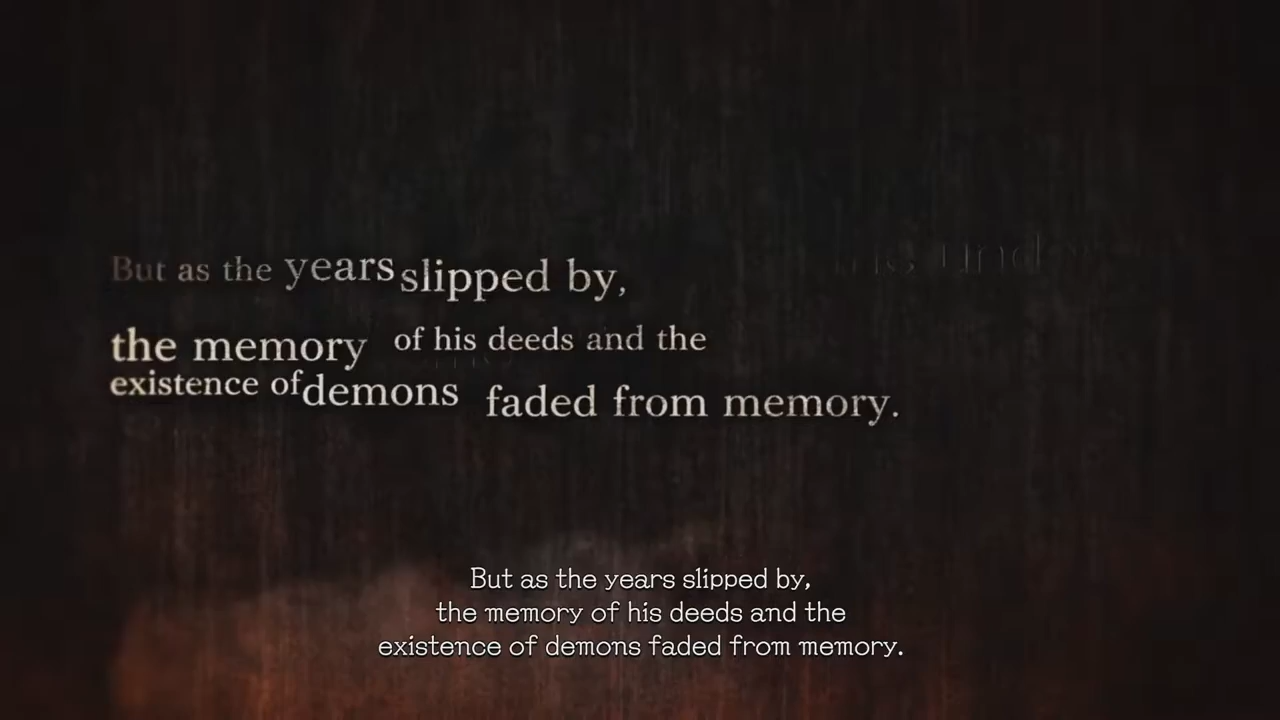 But as the years slipped by,
the memory of his deeds and the
existence of demons faded from memory.
But as the years slipped by,
the memory of his deeds and the
existence of demons faded from memory.